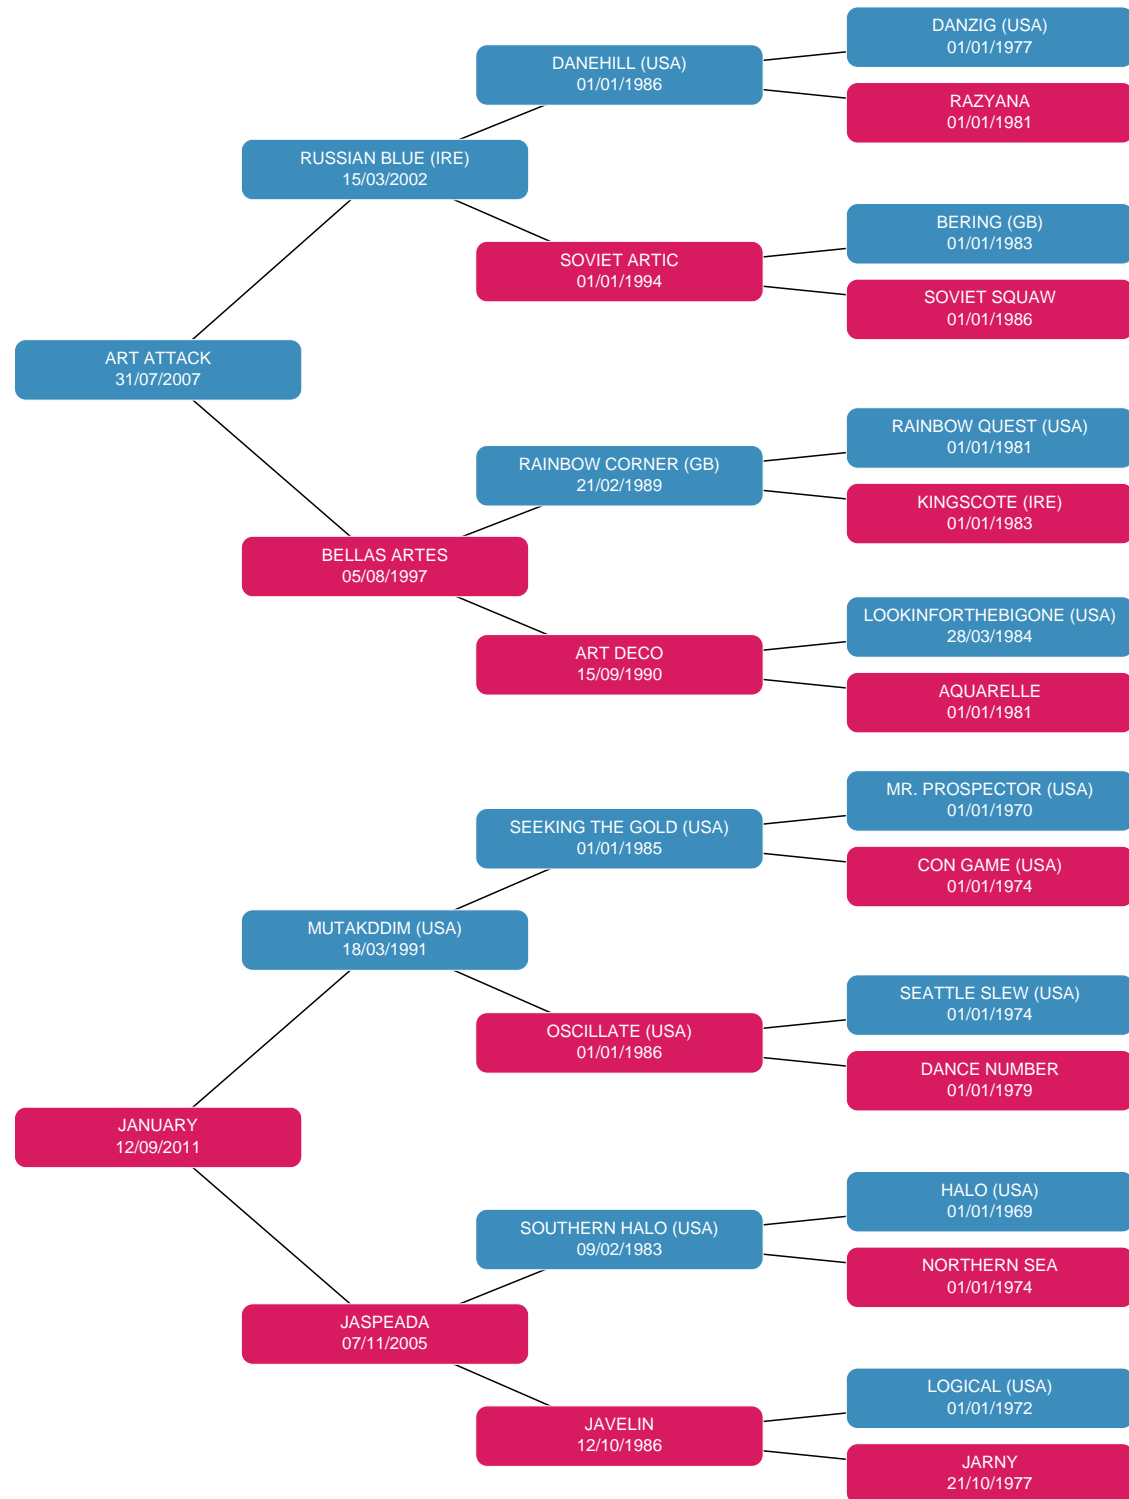 DANZIG (USA)
01/01/1977
DANEHILL (USA)
01/01/1986
RAZYANA
01/01/1981
RUSSIAN BLUE (IRE)
15/03/2002
BERING (GB)
01/01/1983
SOVIET ARTIC
01/01/1994
SOVIET SQUAW
01/01/1986
ART ATTACK
31/07/2007
RAINBOW QUEST (USA)
01/01/1981
RAINBOW CORNER (GB)
21/02/1989
KINGSCOTE (IRE)
01/01/1983
BELLAS ARTES
05/08/1997
LOOKINFORTHEBIGONE (USA)
28/03/1984
ART DECO
15/09/1990
AQUARELLE
01/01/1981
MR. PROSPECTOR (USA)
01/01/1970
SEEKING THE GOLD (USA)
01/01/1985
CON GAME (USA)
01/01/1974
MUTAKDDIM (USA)
18/03/1991
SEATTLE SLEW (USA)
01/01/1974
OSCILLATE (USA)
01/01/1986
DANCE NUMBER
01/01/1979
JANUARY
12/09/2011
HALO (USA)
01/01/1969
SOUTHERN HALO (USA)
09/02/1983
NORTHERN SEA
01/01/1974
JASPEADA
07/11/2005
LOGICAL (USA)
01/01/1972
JAVELIN
12/10/1986
JARNY
21/10/1977